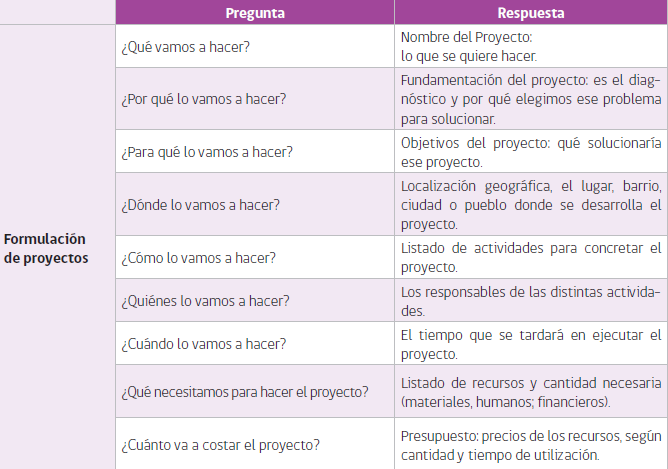 Pregunta
Respuesta
Formulación
de proyectos
¿Qué vamos a hacer?
Nombre del Proyecto:
lo que se quiere hacer.
¿Por qué lo vamos a hacer?
Fundamentación del proyecto: es el diag-
nóstico y por qué elegimos ese problema
para solucionar.
¿Para qué lo vamos a hacer?
Objetivos del proyecto: qué solucionaría
ese proyecto.
¿Dónde lo vamos a hacer?
Localización geográfica, el lugar, barrio,
ciudad o pueblo donde se desarrolla el
proyecto.
¿Cómo lo vamos a hacer?
Listado de actividades para concretar el
proyecto.
¿Quiénes lo vamos a hacer?
Los responsables de las distintas activida-
des.
¿Cuándo lo vamos a hacer?
El tiempo que se tardará en ejecutar el
proyecto.
¿Qué necesitamos para hacer el proyecto?
Listado de recursos y cantidad necesaria
(materiales, humanos; financieros).
¿Cuánto va a costar el proyecto?
Presupuesto: precios de los recursos, según
cantidad y tiempo de utilización.